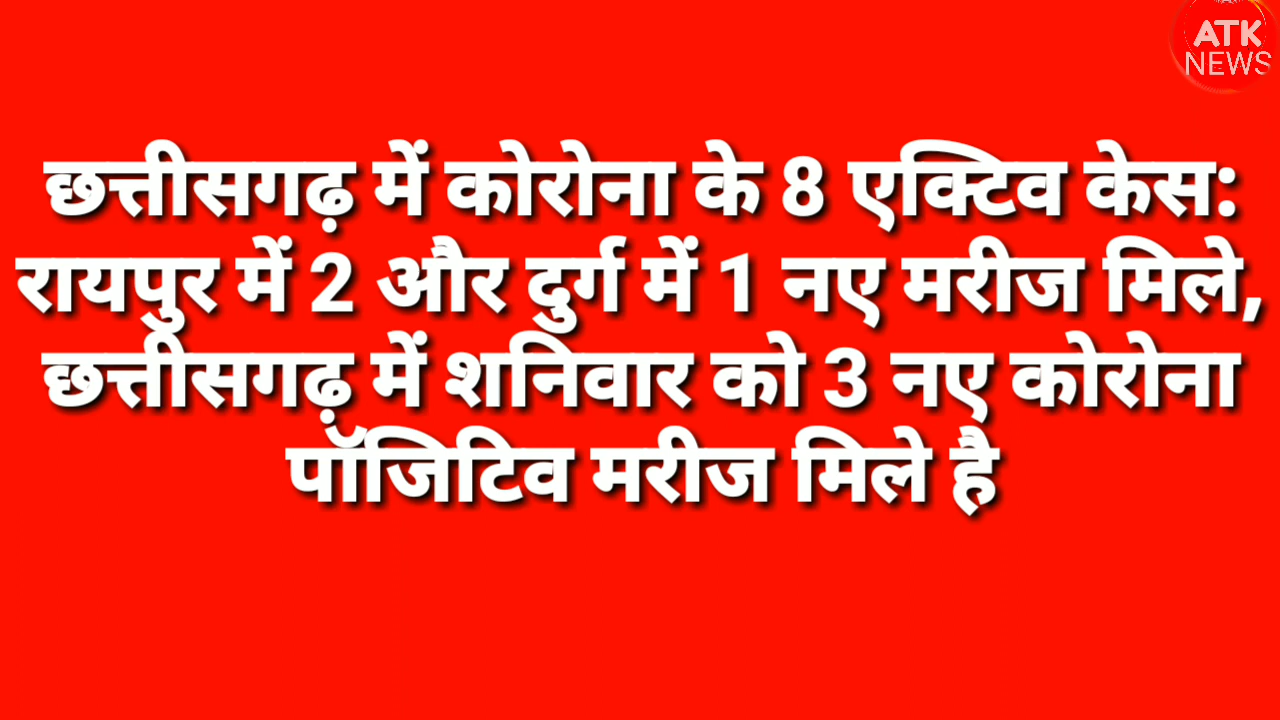 ATK
NEWS
छत्तीसगढ़ में कोरोना के 8 एक्टिव केस:
रायपुर में 2 और दुर्ग में 1 नए मरीज मिले,
छत्तीसगढ़ में शनिवार को 3 नए कोरोना
पॉजिटिव मरीज मिले है